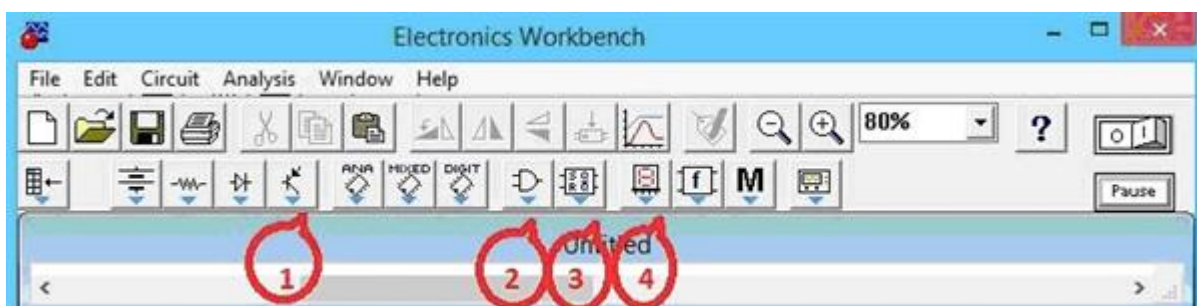 Electronics Workbench
File Edit Circuit Analysis Window Help
80% ?
ANA MIXED DIGIT f M
Pause
Untitled
1 2 3 4